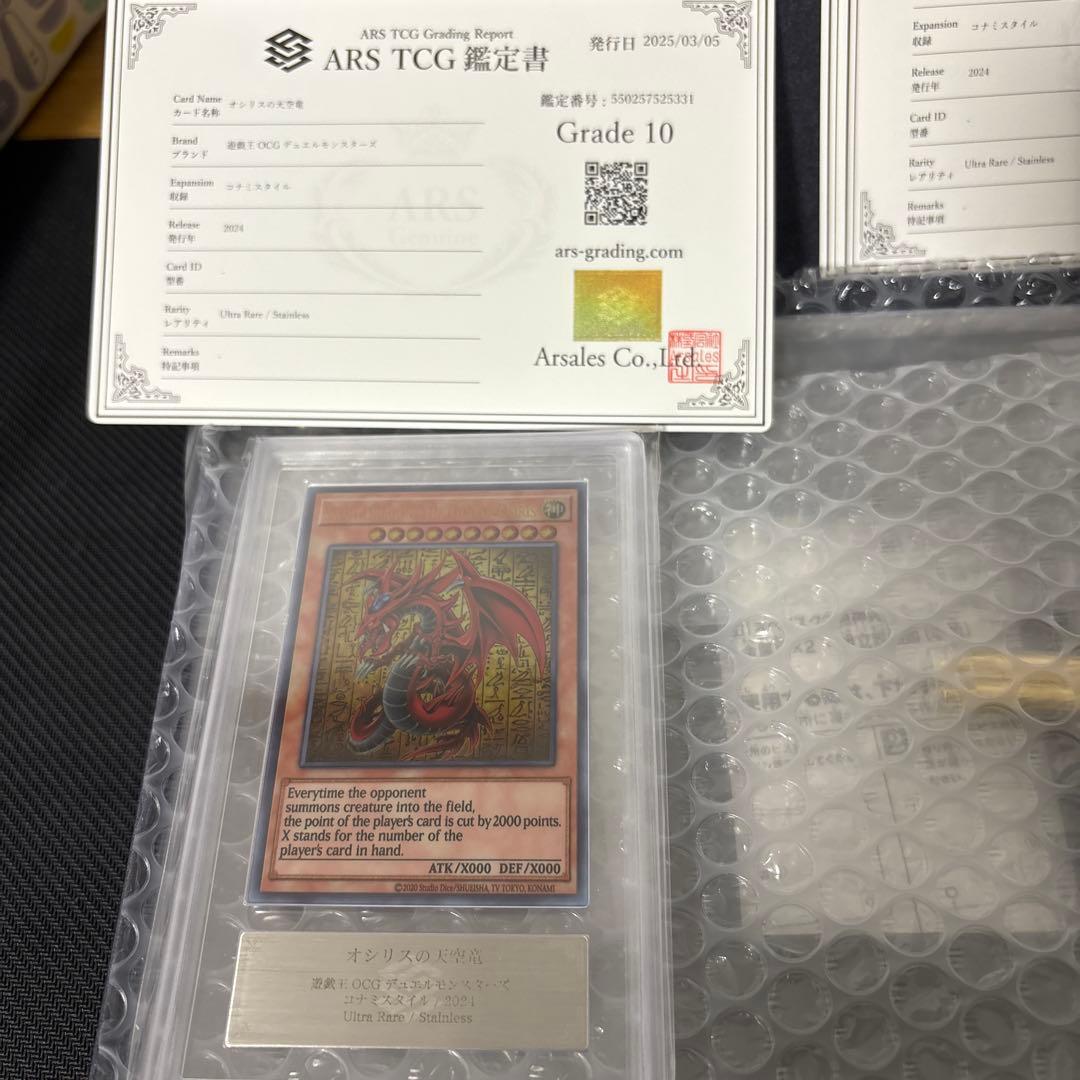 ARS TCG Grading Report
ARS TCG 鑑定書
発行日 2025/03/05
Card Name
カード名称
オシリスの天空竜
Brand
ブランド
遊戯王 OCG デュエルモンスターズ
Expansion
収録
コナミスタイル
Release
発行年
2024
Card ID
型番
-
Rarity
レアリティ
Ultra Rare / Stainless
Remarks
特記事項
鑑定番号 : 550257525331
Grade 10
ars-grading.com
Arsales Co.,Ltd.
ARS
Genuine
Expansion
収録
コナミスタイル
Release
発行年
2024
Card ID
型番
-
Rarity
レアリティ
Ultra Rare / Stainless
Remarks
特記事項
-
神
Everytime the opponent
summons creature into the field,
the point of the player's card is cut by 2000 points.
X stands for the number of the
player's card in hand.
ATK/X000 DEF/X000
©2020 Studio Dice/SHUEISHA, TV TOKYO, KONAMI
オシリスの天空竜
遊戯王 OCG デュエルモンスターズ
コナミスタイル / 2024
Ultra Rare / Stainless